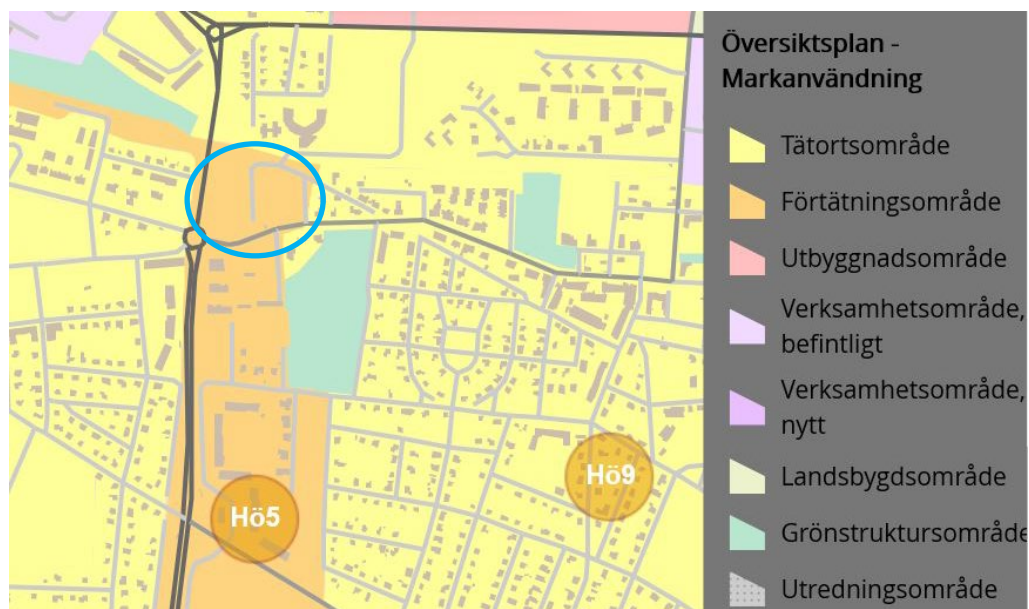 Hö5
Hö9
Översiktsplan -
Markanvändning
Tätortsområde
Förtätningsområde
Utbyggnadsområde
Verksamhetsområde,
befintligt
Verksamhetsområde,
nytt
Landsbygdsområde
Grönstruktursområde
Utredningsområde